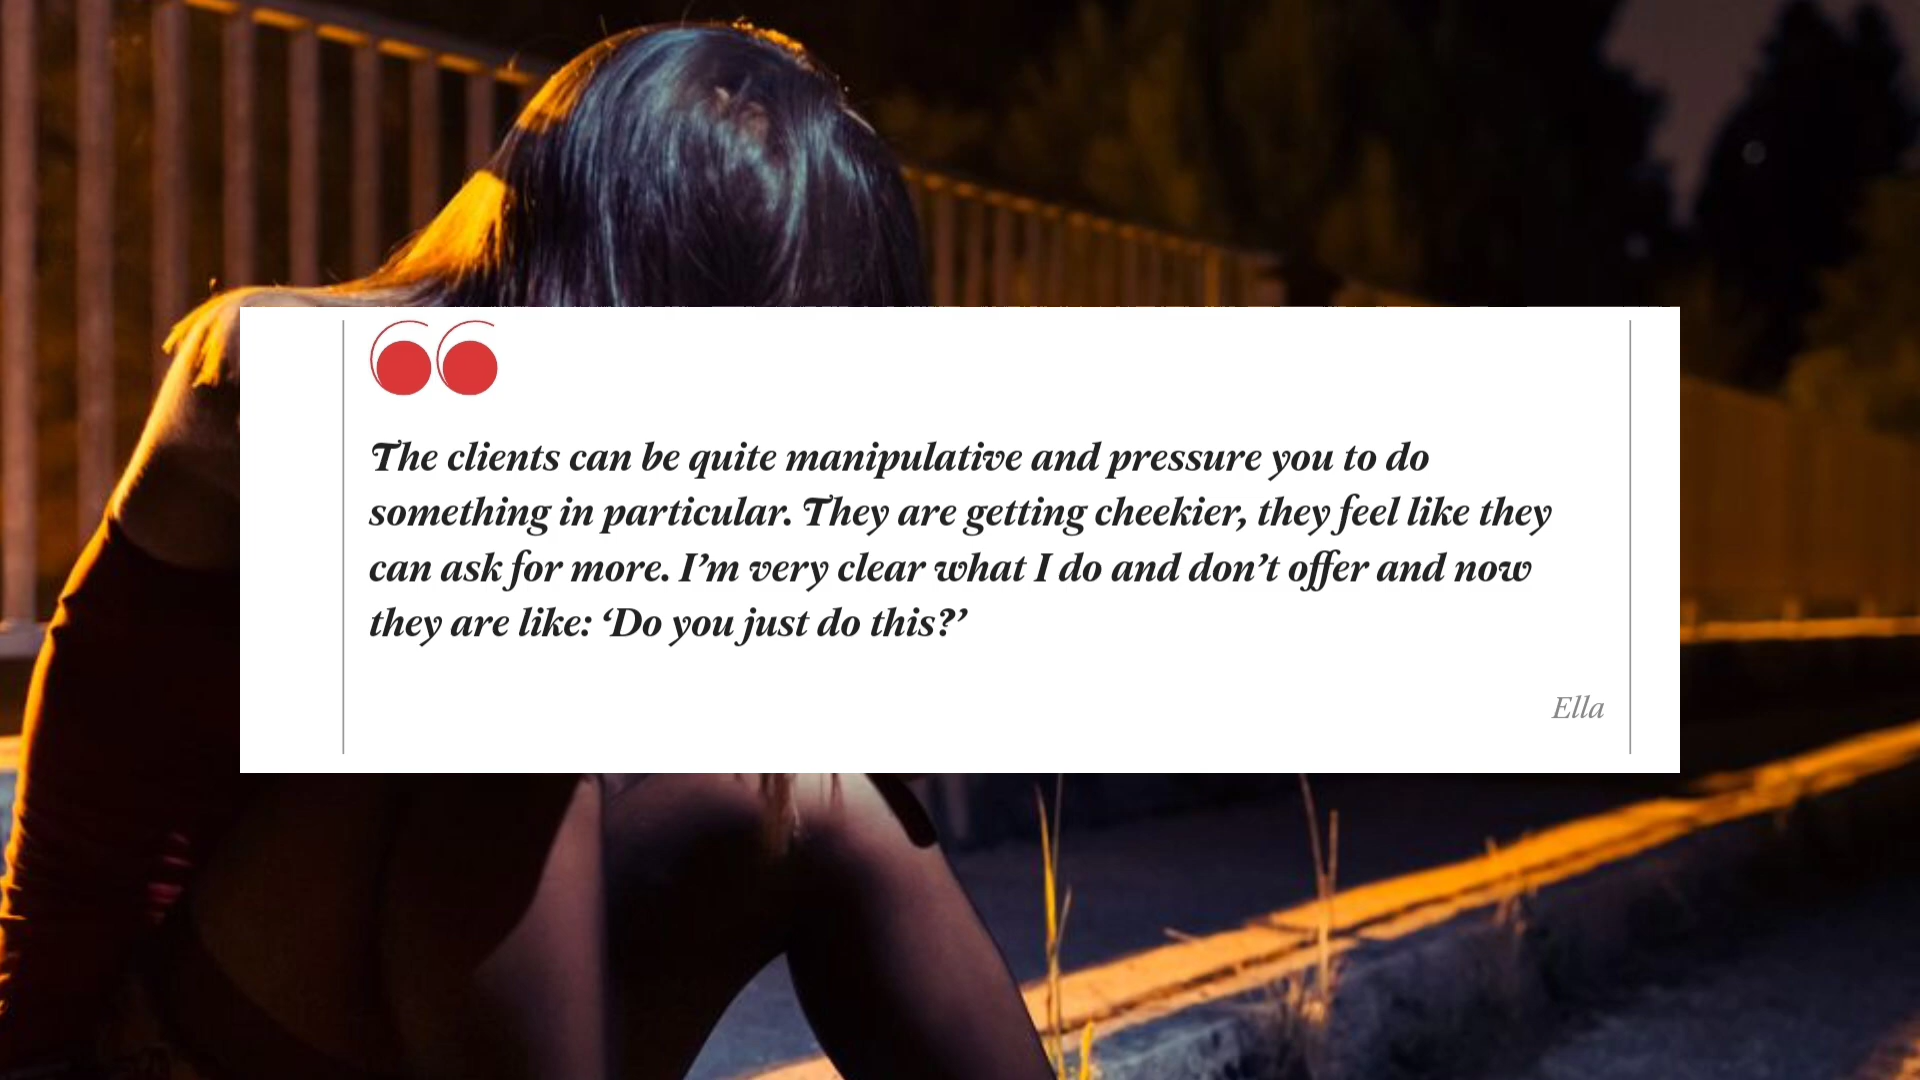 The clients can be quite manipulative and pressure you to do
something in particular. They are getting cheekier, they feel like they
can ask for more. I’m very clear what I do and don’t offer and now
they are like: ‘Do you just do this?’
Ella